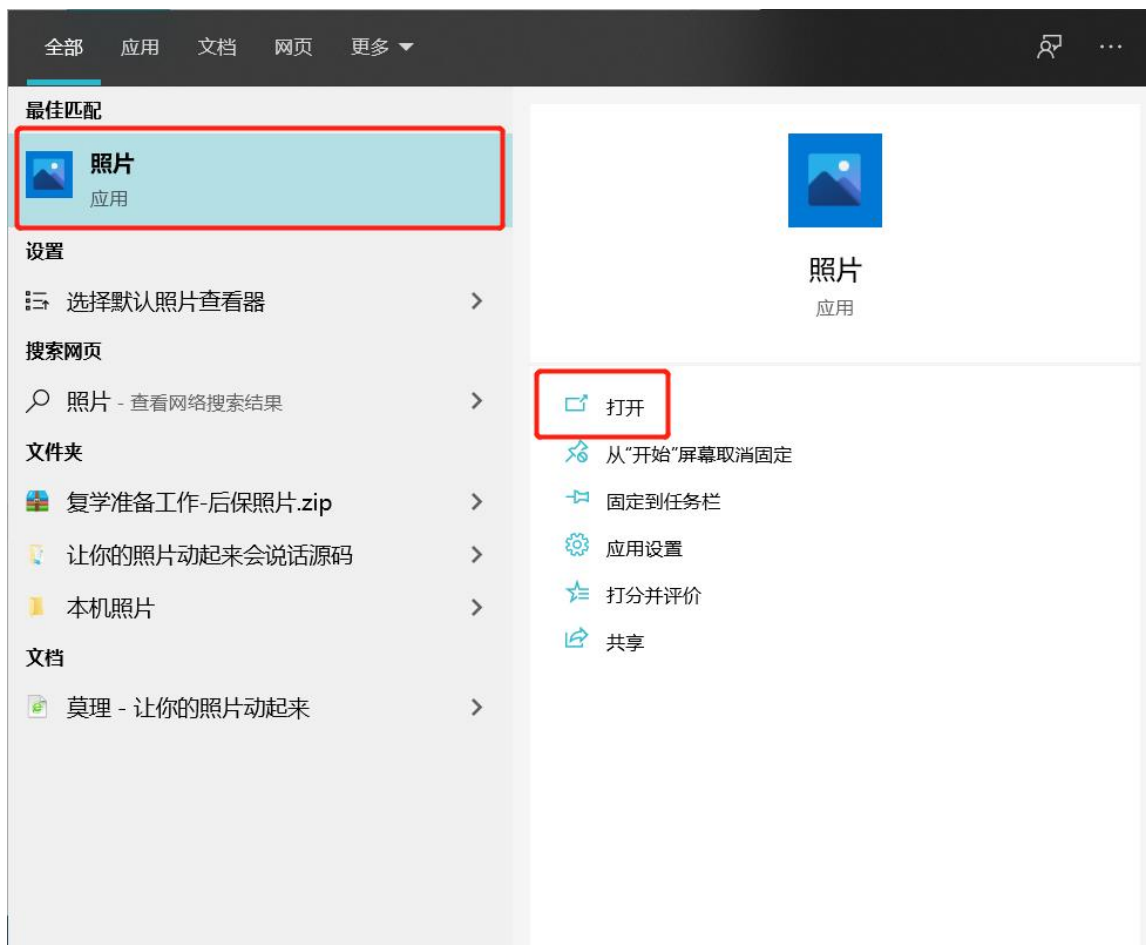 全部 应用 文档 网页 更多
最佳匹配
照片
应用
设置
选择默认照片查看器
搜索网页
照片 - 查看网络搜索结果
文件夹
复学准备工作-后保照片.zip
让你的照片动起来会说话源码
本机照片
文档
莫理 - 让你的照片动起来
照片
应用
打开
从“开始”屏幕取消固定
固定到任务栏
应用设置
打分并评价
共享